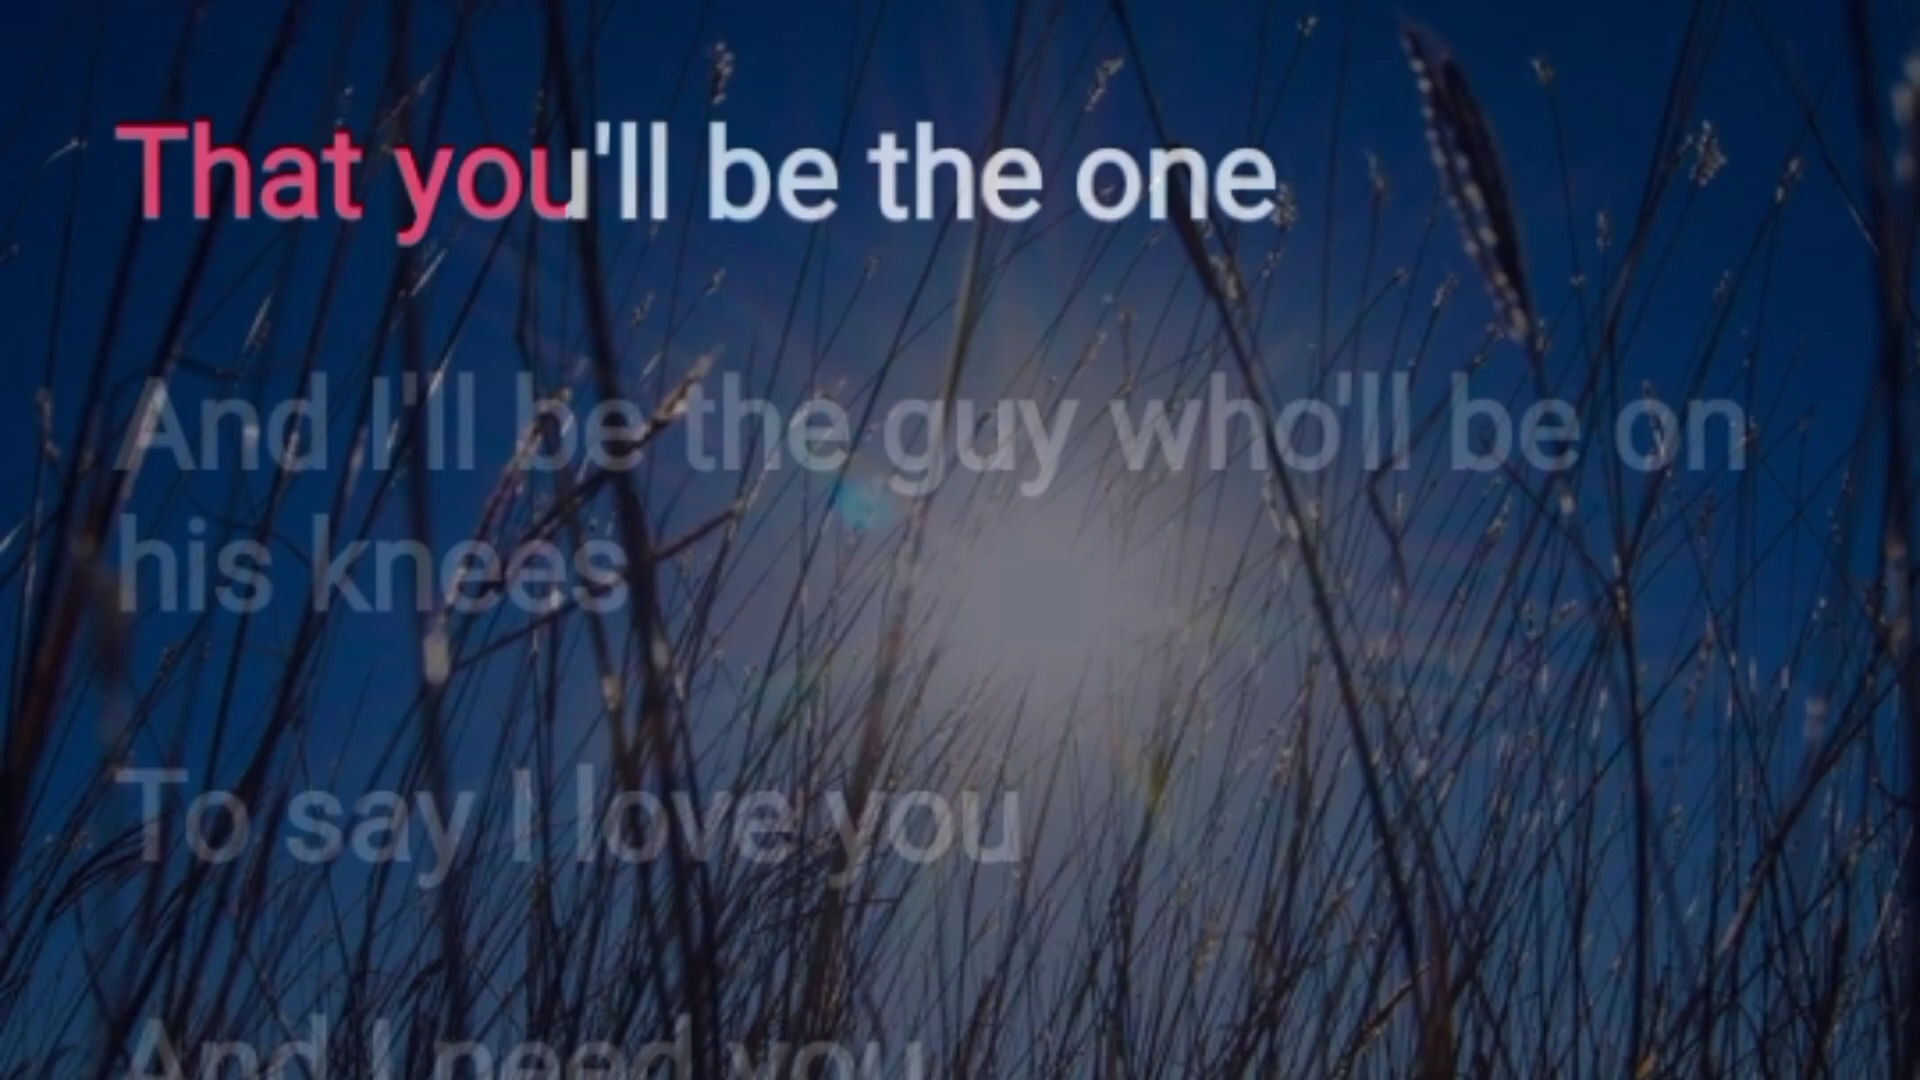 That you'll be the one
And I'll be the guy who'll be on
his knees
To say I love you
And I need you